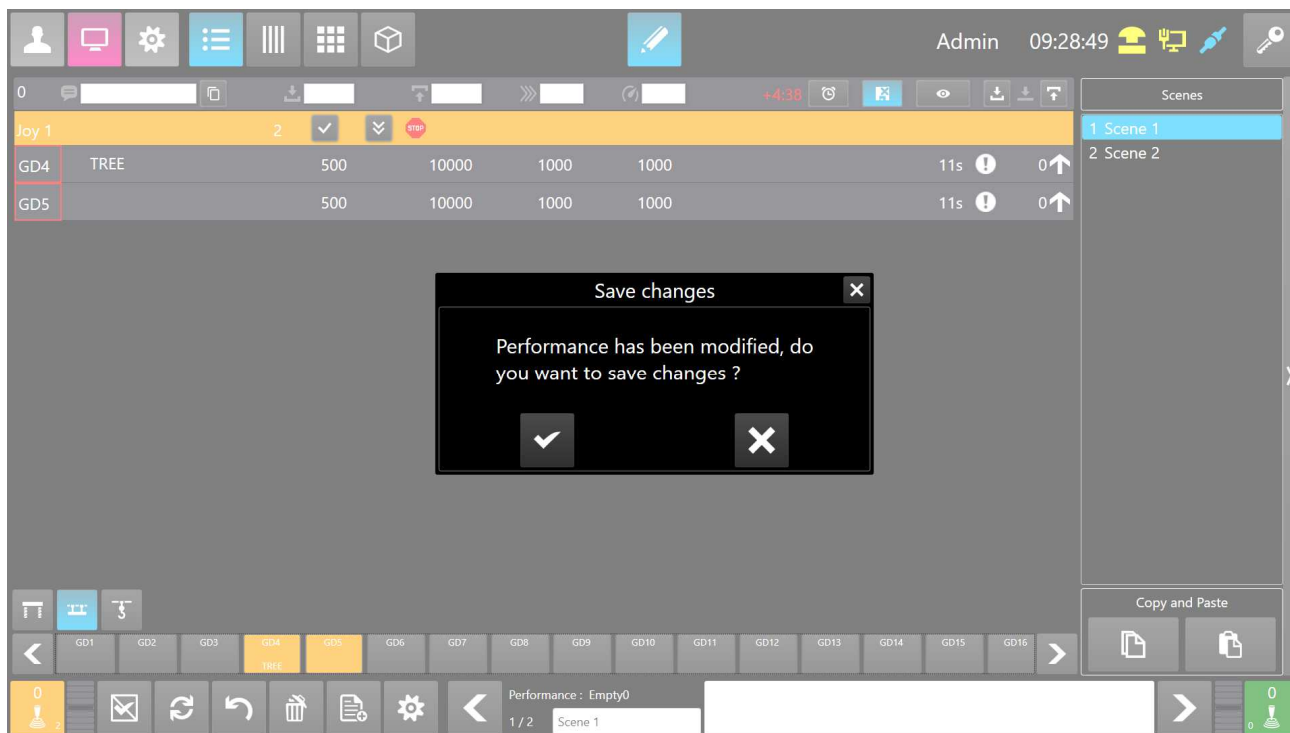 Admin 09:28:49
0 +4:38
Joy 1 2 STOP
GD4 TREE 500 10000 1000 1000 11s 0
GD5 500 10000 1000 1000 11s 0
Scenes
1 Scene 1
2 Scene 2
Save changes
Performance has been modified, do
you want to save changes ?
Copy and Paste
GD1 GD2 GD3 GD4 GD5 GD6 GD7 GD8 GD9 GD10 GD11 GD12 GD13 GD14 GD15 GD16
TREE
0 2
Performance : Empty0
1 / 2 Scene 1
0 0